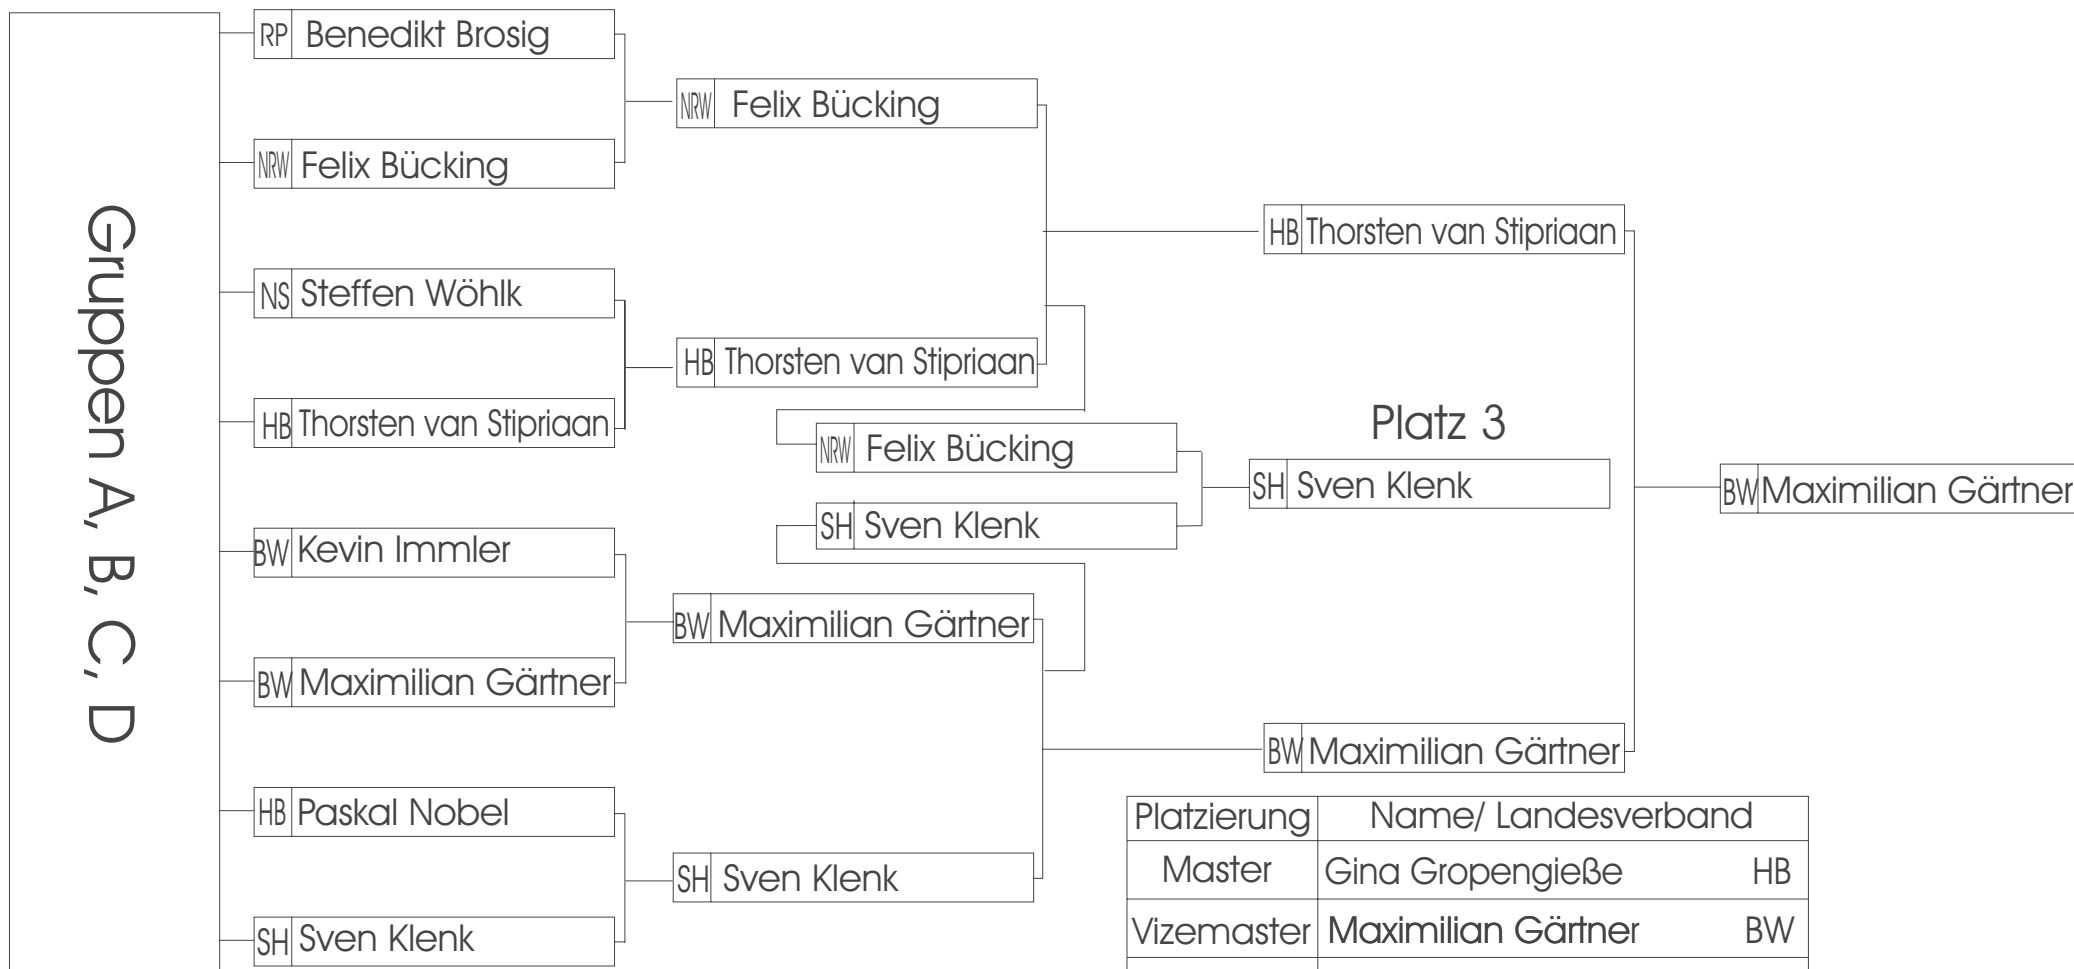 Gruppen A, B, C, D
RP Benedikt Brosig
NRW Felix Bücking
NS Steffen Wöhlk
HB Thorsten van Stipriaan
BW Kevin Immler
BW Maximilian Gärtner
HB Paskal Nobel
SH Sven Klenk
NRW Felix Bücking
HB Thorsten van Stipriaan
BW Maximilian Gärtner
SH Sven Klenk
NRW Felix Bücking
SH Sven Klenk
Platz 3
SH Sven Klenk
HB Thorsten van Stipriaan
BW Maximilian Gärtner
BW Maximilian Gärtner
Platzierung Name/ Landesverband
Master Gina Gropengieße HB
Vizemaster Maximilian Gärtner BW